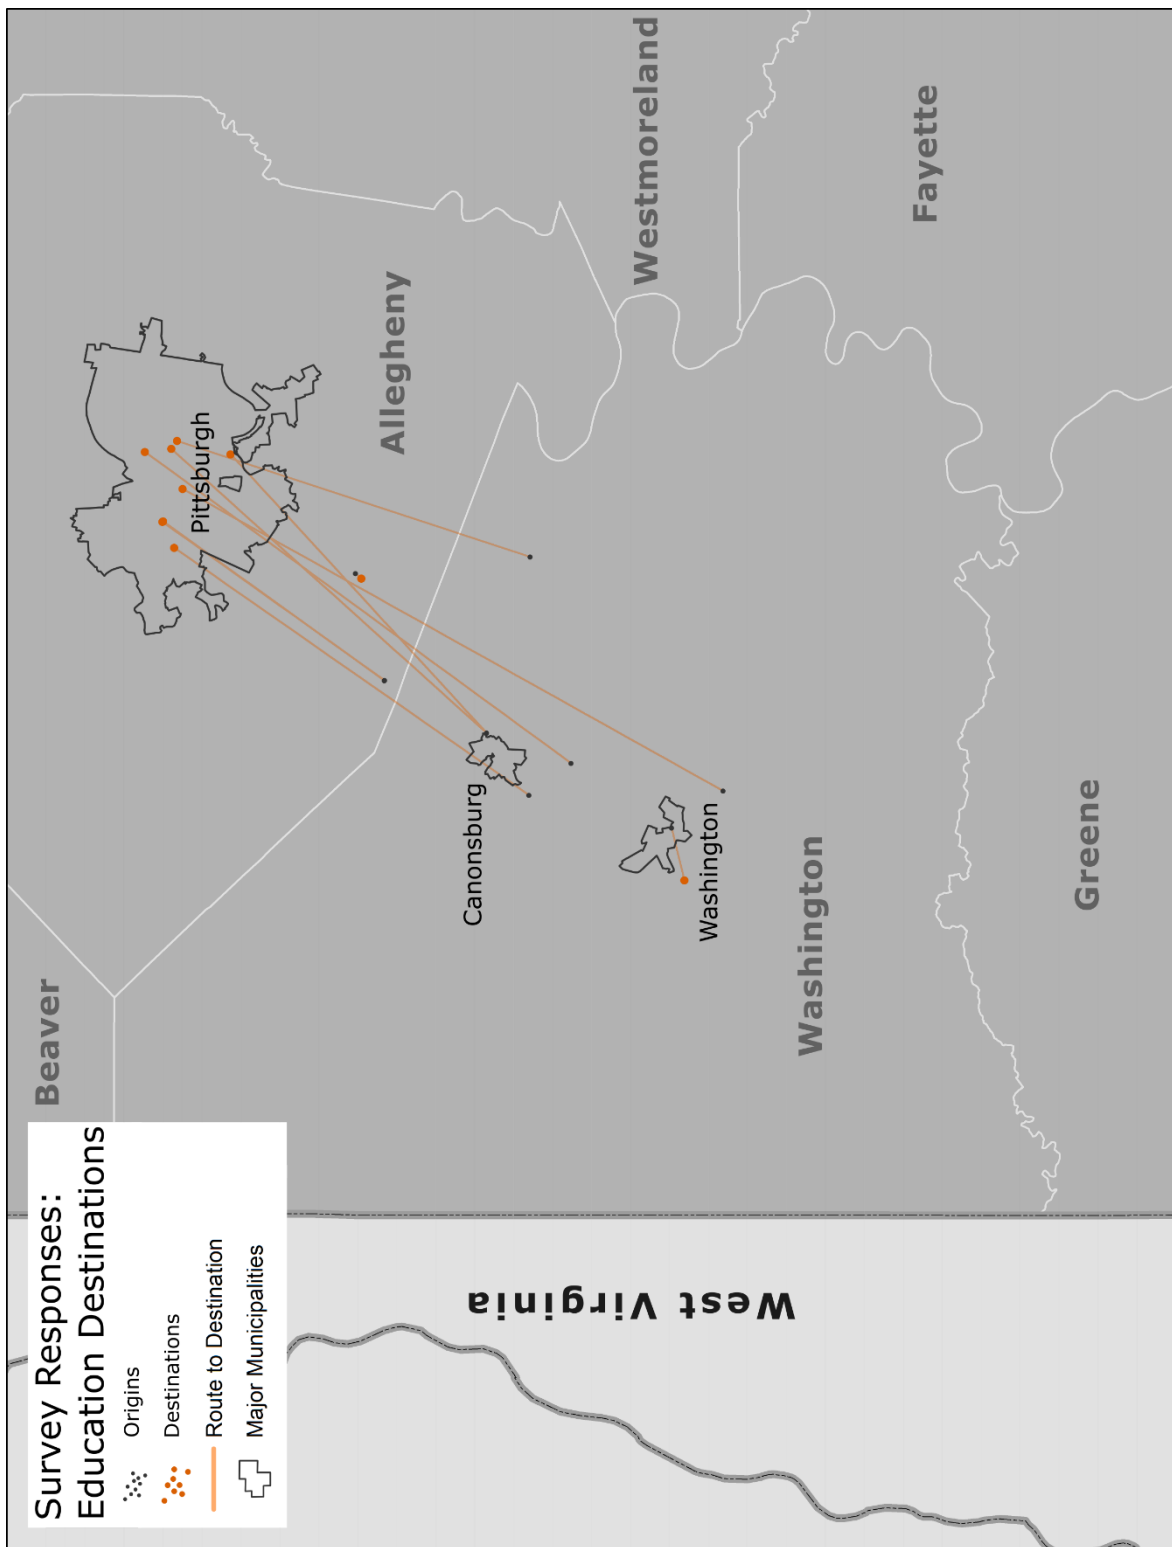 Survey Responses:
Education Destinations
Origins
Destinations
Route to Destination
Major Municipalities
Beaver
Pittsburgh
Allegheny
Westmoreland
Canonsburg
Washington
Washington
Fayette
Greene
West Virginia